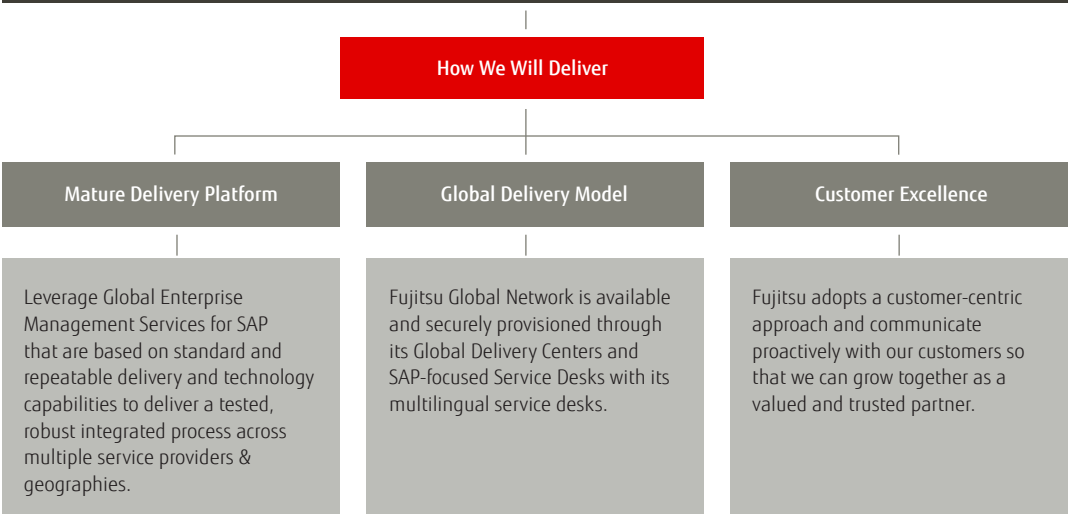 How We Will Deliver
Mature Delivery Platform
Global Delivery Model
Customer Excellence
Leverage Global Enterprise
Management Services for SAP
that are based on standard and
repeatable delivery and technology
capabilities to deliver a tested,
robust integrated process across
multiple service providers &
geographies.
Fujitsu Global Network is available
and securely provisioned through
its Global Delivery Centers and
SAP-focused Service Desks with its
multilingual service desks.
Fujitsu adopts a customer-centric
approach and communicate
proactively with our customers so
that we can grow together as a
valued and trusted partner.